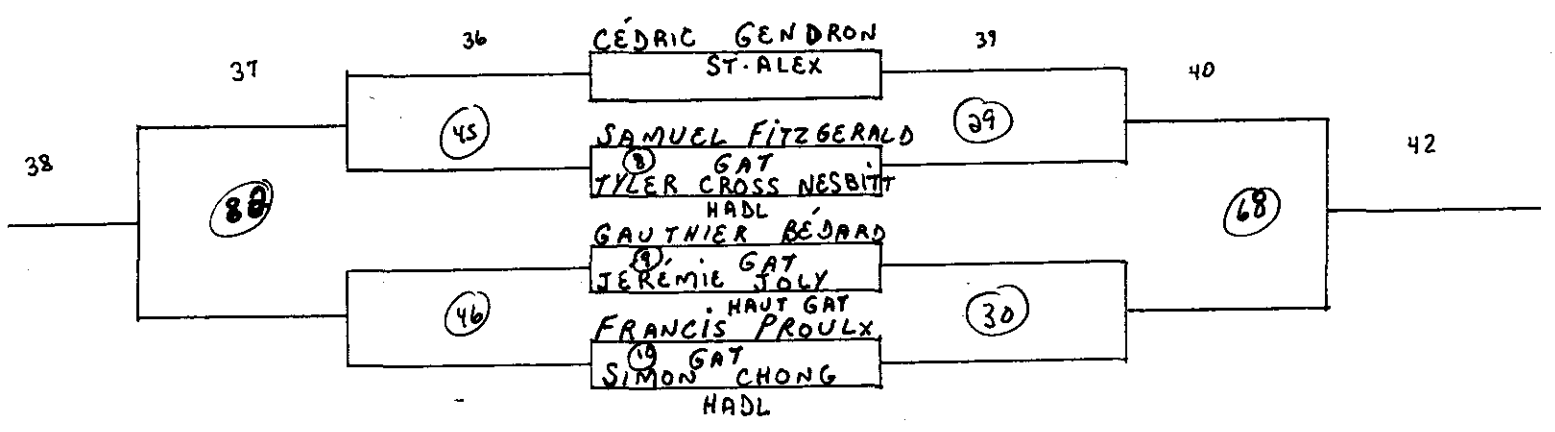 36
CÉDRIC GENDRON
39
37
ST-ALEX
40
45
SAMUEL FITZGERALD
29
38
8 GAT
42
TYLER CROSS NESBITT
HADL
68
GAUTHIER BÉDARD
9 GAT
JÉRÉMIE JOLY
46
HAUT GAT
30
FRANCIS PROULX
10 GAT
SIMON CHONG
HADL